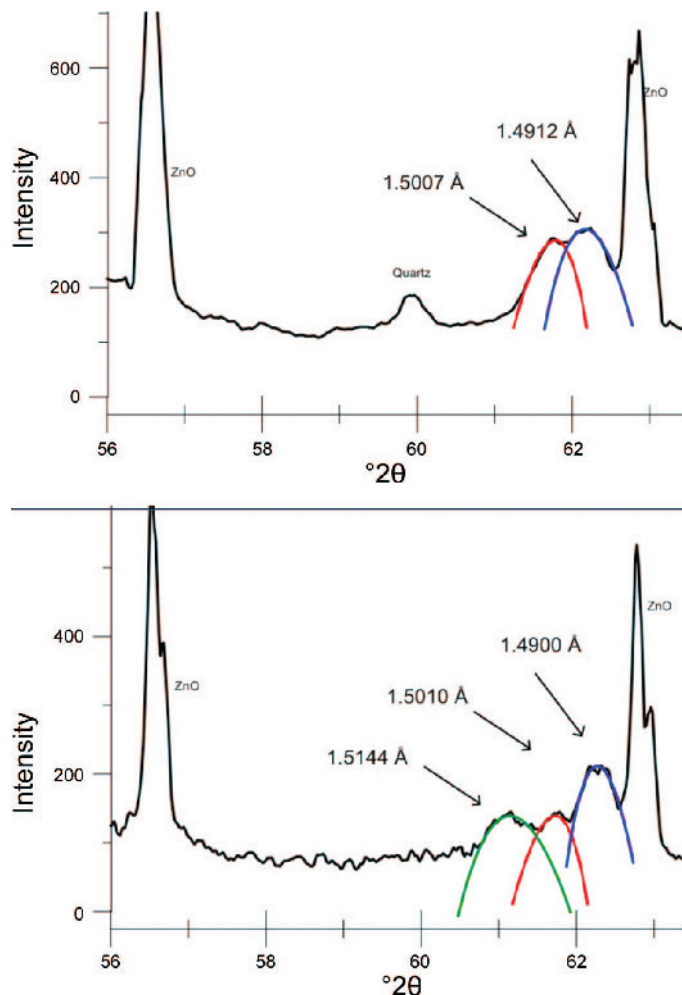 600
ZnO
1.4912 Å
ZnO
1.5007 Å
400
Intensity
Quartz
200
0
56
58
60
62
°2θ
ZnO
400
1.4900 Å
ZnO
1.5010 Å
1.5144 Å
Intensity
200
0
56
58
60
62
°2θ